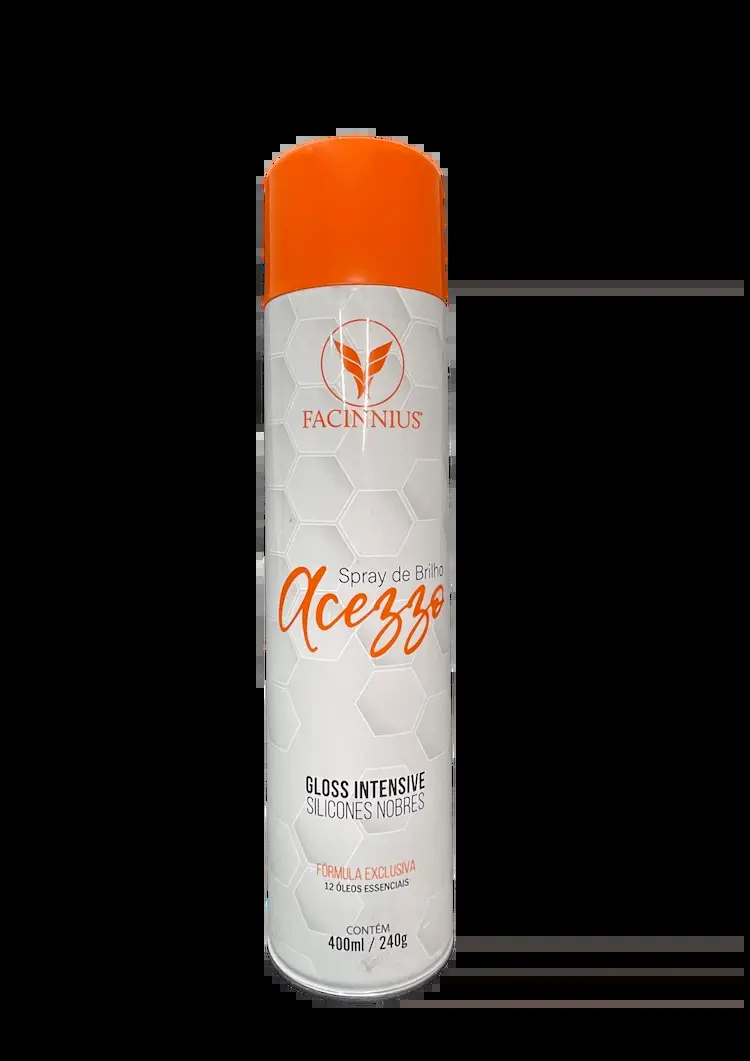 FACINNIUS
Spray de Brilho
Acezzo
GLOSS INTENSIVE
SILICONES NOBRES
FÓRMULA EXCLUSIVA
12 ÓLEOS ESSENCIAIS
CONTÉM
400ml / 240g